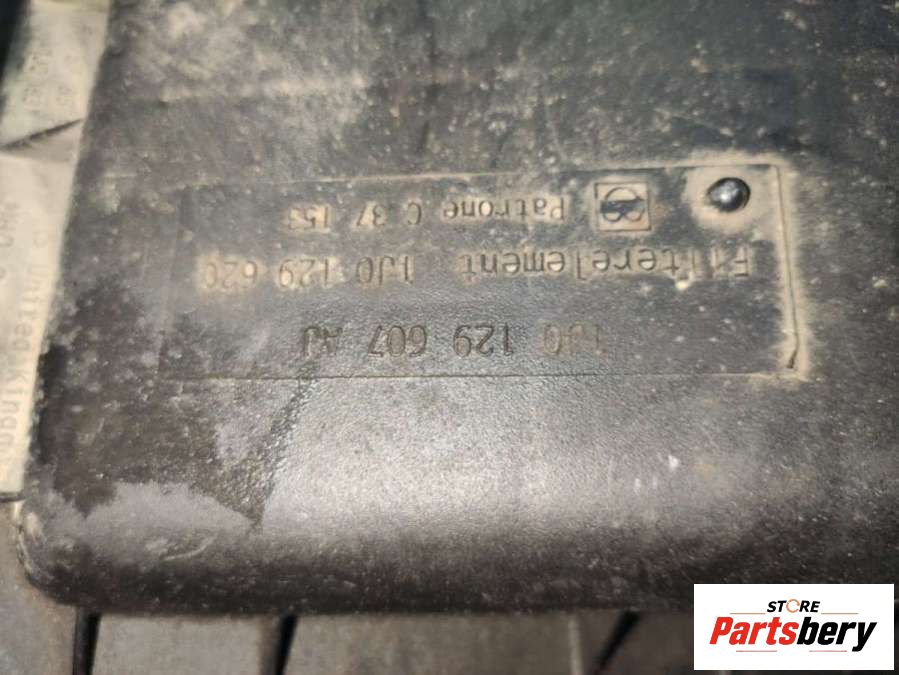 1J0 129 607 AJ
Filterelement 1J0 129 620
Patrone C 37 153
STORE
Partsbery